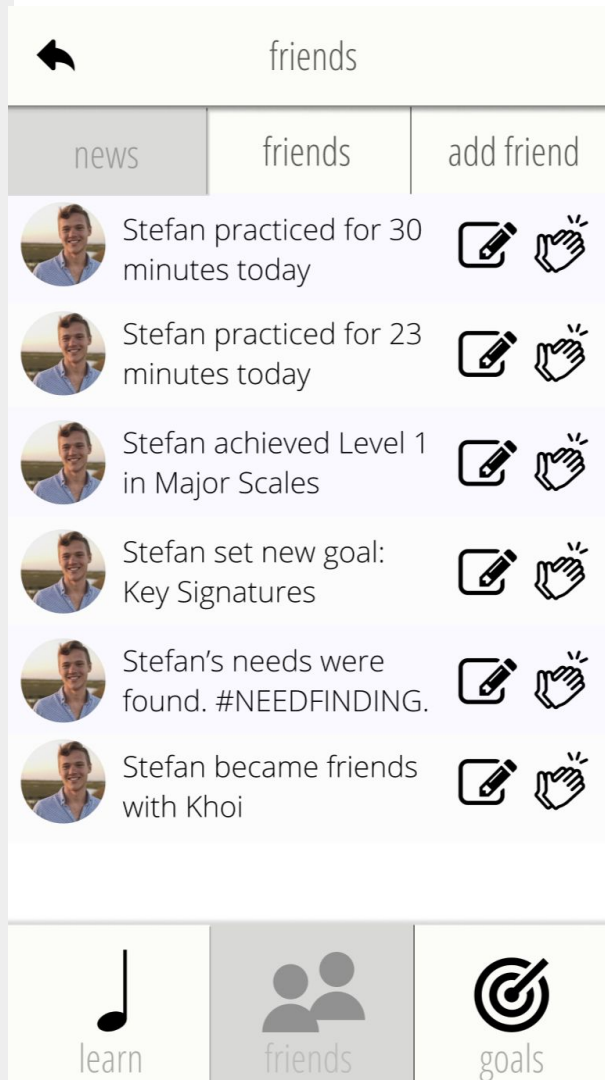 friends
news friends add friend
Stefan practiced for 30
minutes today
Stefan practiced for 23
minutes today
Stefan achieved Level 1
in Major Scales
Stefan set new goal:
Key Signatures
Stefan’s needs were
found. #NEEDFINDING.
Stefan became friends
with Khoi
learn friends goals